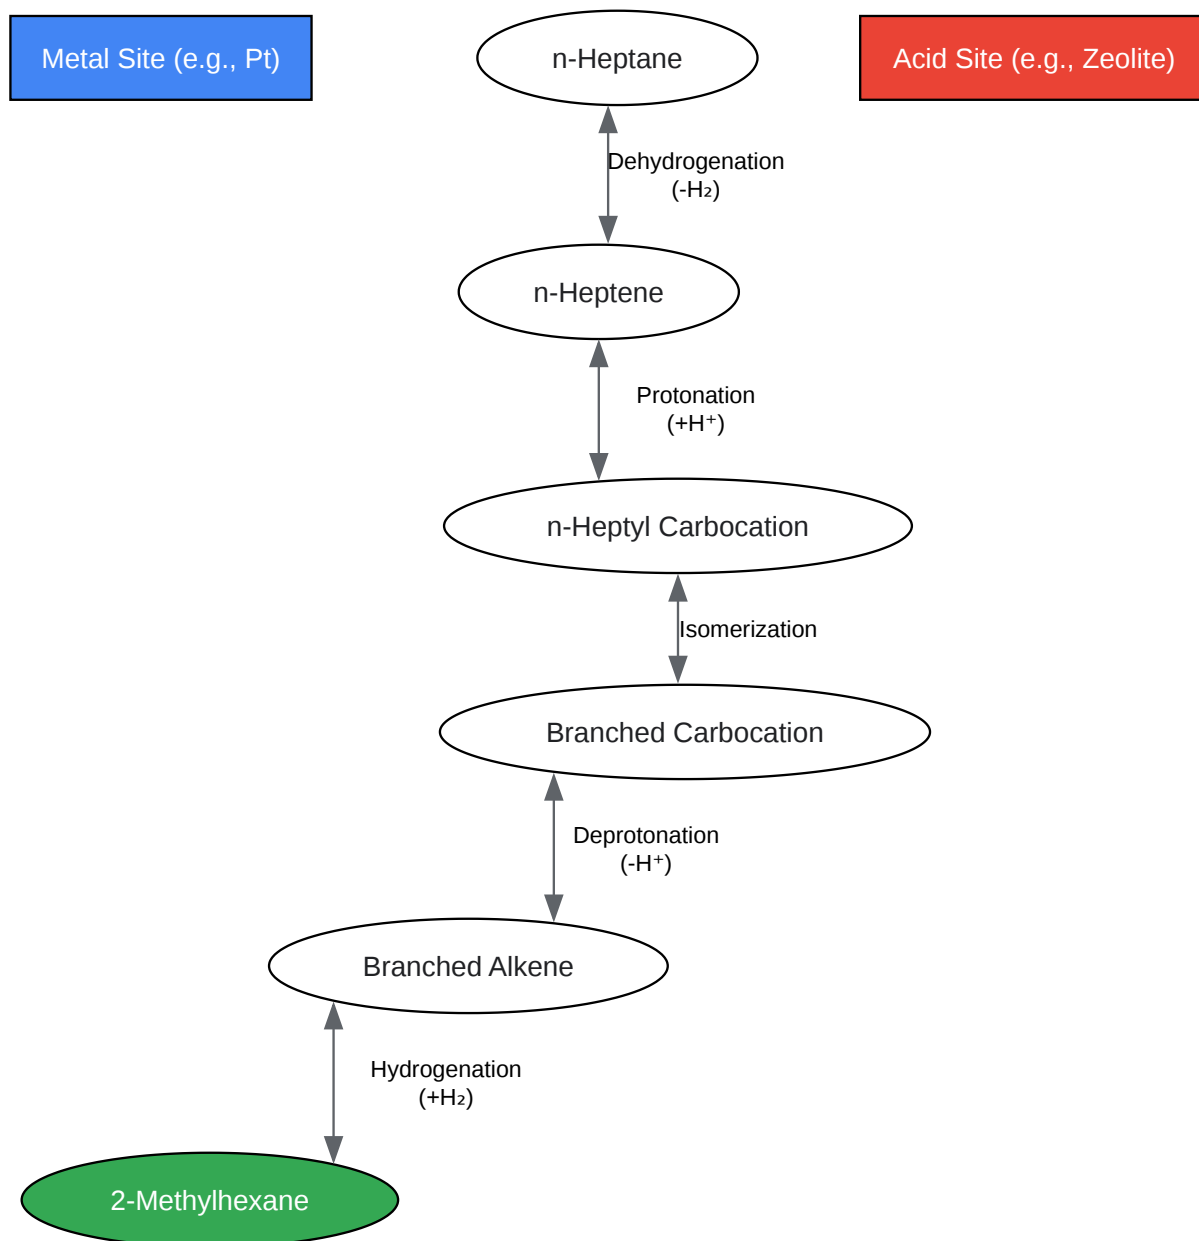 Metal Site (e.g., Pt)
n-Heptane
Acid Site (e.g., Zeolite)
Dehydrogenation
(-H₂)
n-Heptene
Protonation
(+H⁺)
n-Heptyl Carbocation
Isomerization
Branched Carbocation
Deprotonation
(-H⁺)
Branched Alkene
Hydrogenation
(+H₂)
2-Methylhexane